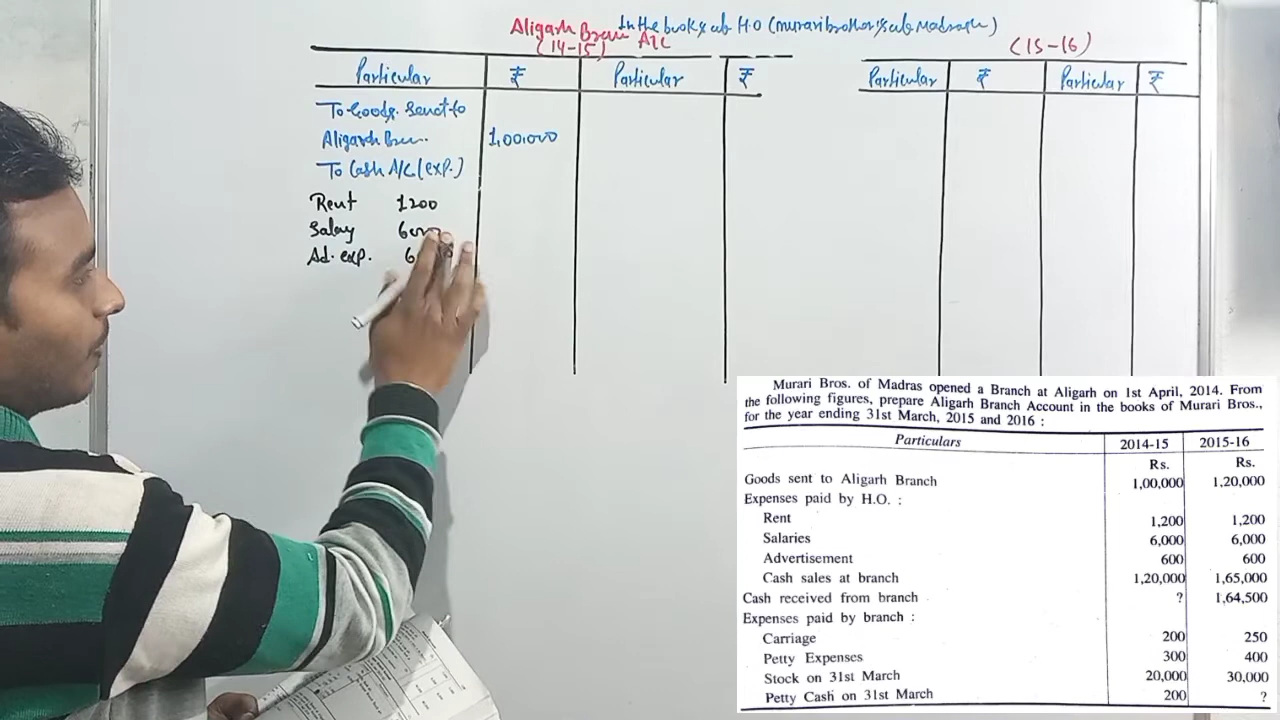 In the books of H.O (murari brothers of Madrash)
Aligarh Bran A/C
(14-15)
(15-16)
Particular ₹ Particular ₹
Particular ₹ Particular ₹
To Goods. Senct to
Aligarh Bran. 1,00,000
To Cash A/C (exp.)
Rent 1200
Salary 6000
Ad. exp. 6
Murari Bros. of Madras opened a Branch at Aligarh on 1st April, 2014. From
the following figures, prepare Aligarh Branch Account in the books of Murari Bros.,
for the year ending 31st March, 2015 and 2016 :
Particulars 2014-15 2015-16
Rs. Rs.
Goods sent to Aligarh Branch 1,00,000 1,20,000
Expenses paid by H.O. :
Rent 1,200 1,200
Salaries 6,000 6,000
Advertisement 600 600
Cash sales at branch 1,20,000 1,65,000
Cash received from branch ? 1,64,500
Expenses paid by branch :
Carriage 200 250
Petty Expenses 300 400
Stock on 31st March 20,000 30,000
Petty Cash on 31st March 200 ?